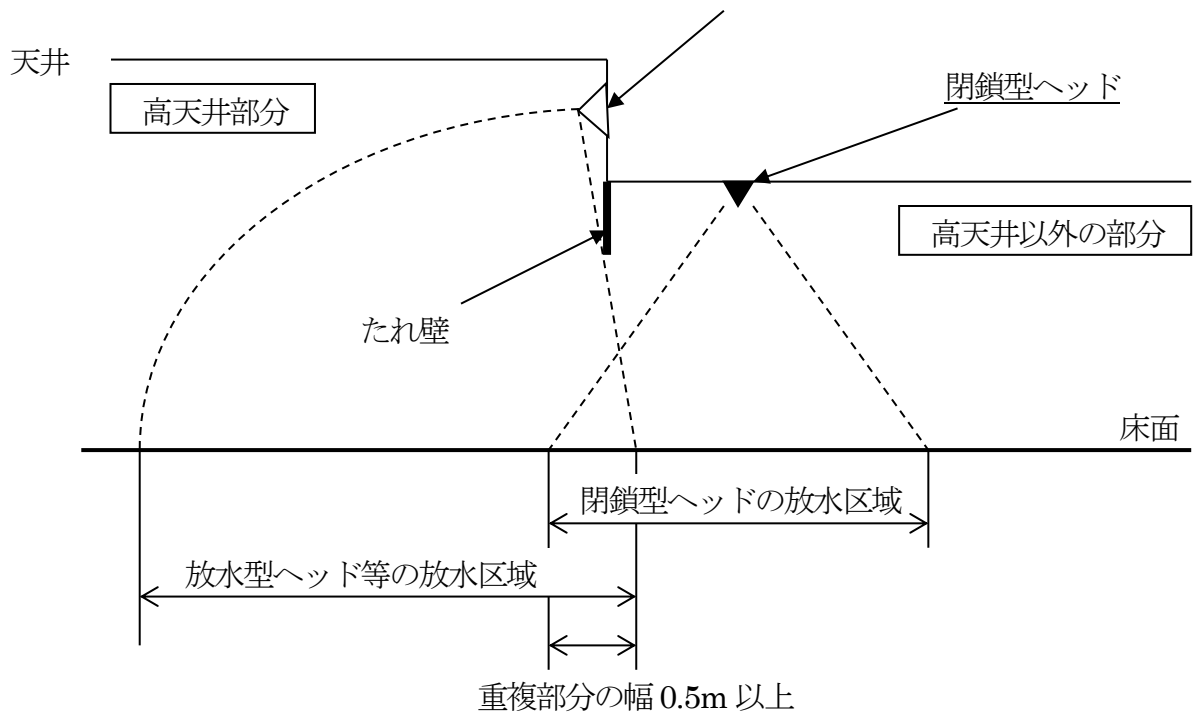 天井
高天井部分
閉鎖型ヘッド
高天井以外の部分
たれ壁
床面
閉鎖型ヘッドの放水区域
放水型ヘッド等の放水区域
重複部分の幅 0.5m 以上